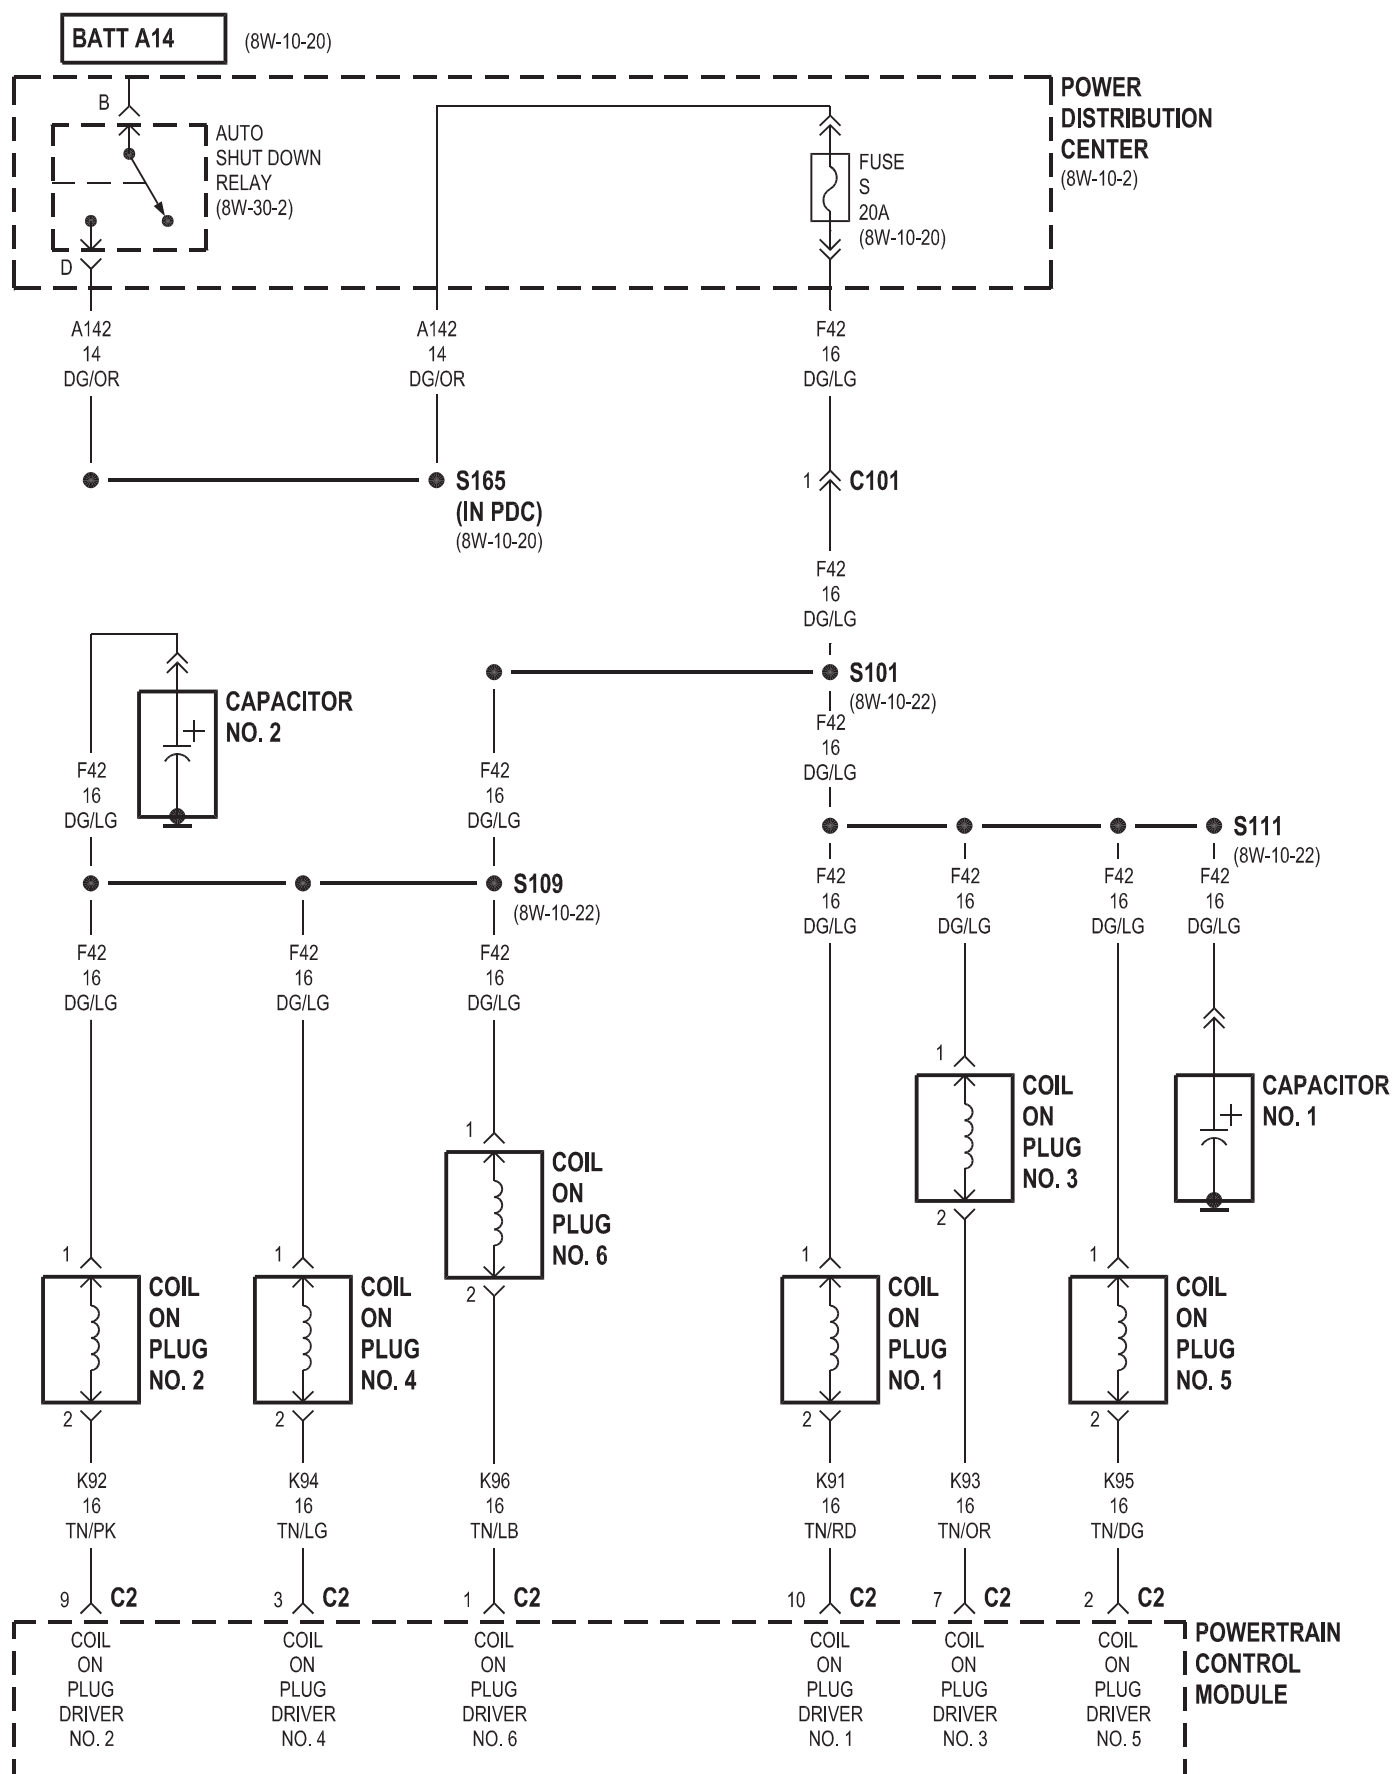 BATT A14
(8W-10-20)
POWER
DISTRIBUTION
CENTER
(8W-10-2)
B
AUTO
SHUT DOWN
RELAY
(8W-30-2)
D
FUSE
S
20A
(8W-10-20)
A142
14
DG/OR
A142
14
DG/OR
F42
16
DG/LG
S165
(IN PDC)
(8W-10-20)
1
C101
F42
16
DG/LG
S101
(8W-10-22)
F42
16
DG/LG
CAPACITOR
NO. 2
+
F42
16
DG/LG
F42
16
DG/LG
S109
(8W-10-22)
S111
(8W-10-22)
F42
16
DG/LG
F42
16
DG/LG
F42
16
DG/LG
F42
16
DG/LG
F42
16
DG/LG
F42
16
DG/LG
F42
16
DG/LG
1
COIL
ON
PLUG
NO. 3
2
CAPACITOR
NO. 1
+
1
COIL
ON
PLUG
NO. 6
2
1
COIL
ON
PLUG
NO. 2
2
1
COIL
ON
PLUG
NO. 4
2
1
COIL
ON
PLUG
NO. 1
2
1
COIL
ON
PLUG
NO. 5
2
K92
16
TN/PK
K94
16
TN/LG
K96
16
TN/LB
K91
16
TN/RD
K93
16
TN/OR
K95
16
TN/DG
9 C2
3 C2
1 C2
10 C2
7 C2
2 C2
COIL
ON
PLUG
DRIVER
NO. 2
COIL
ON
PLUG
DRIVER
NO. 4
COIL
ON
PLUG
DRIVER
NO. 6
COIL
ON
PLUG
DRIVER
NO. 1
COIL
ON
PLUG
DRIVER
NO. 3
COIL
ON
PLUG
DRIVER
NO. 5
POWERTRAIN
CONTROL
MODULE